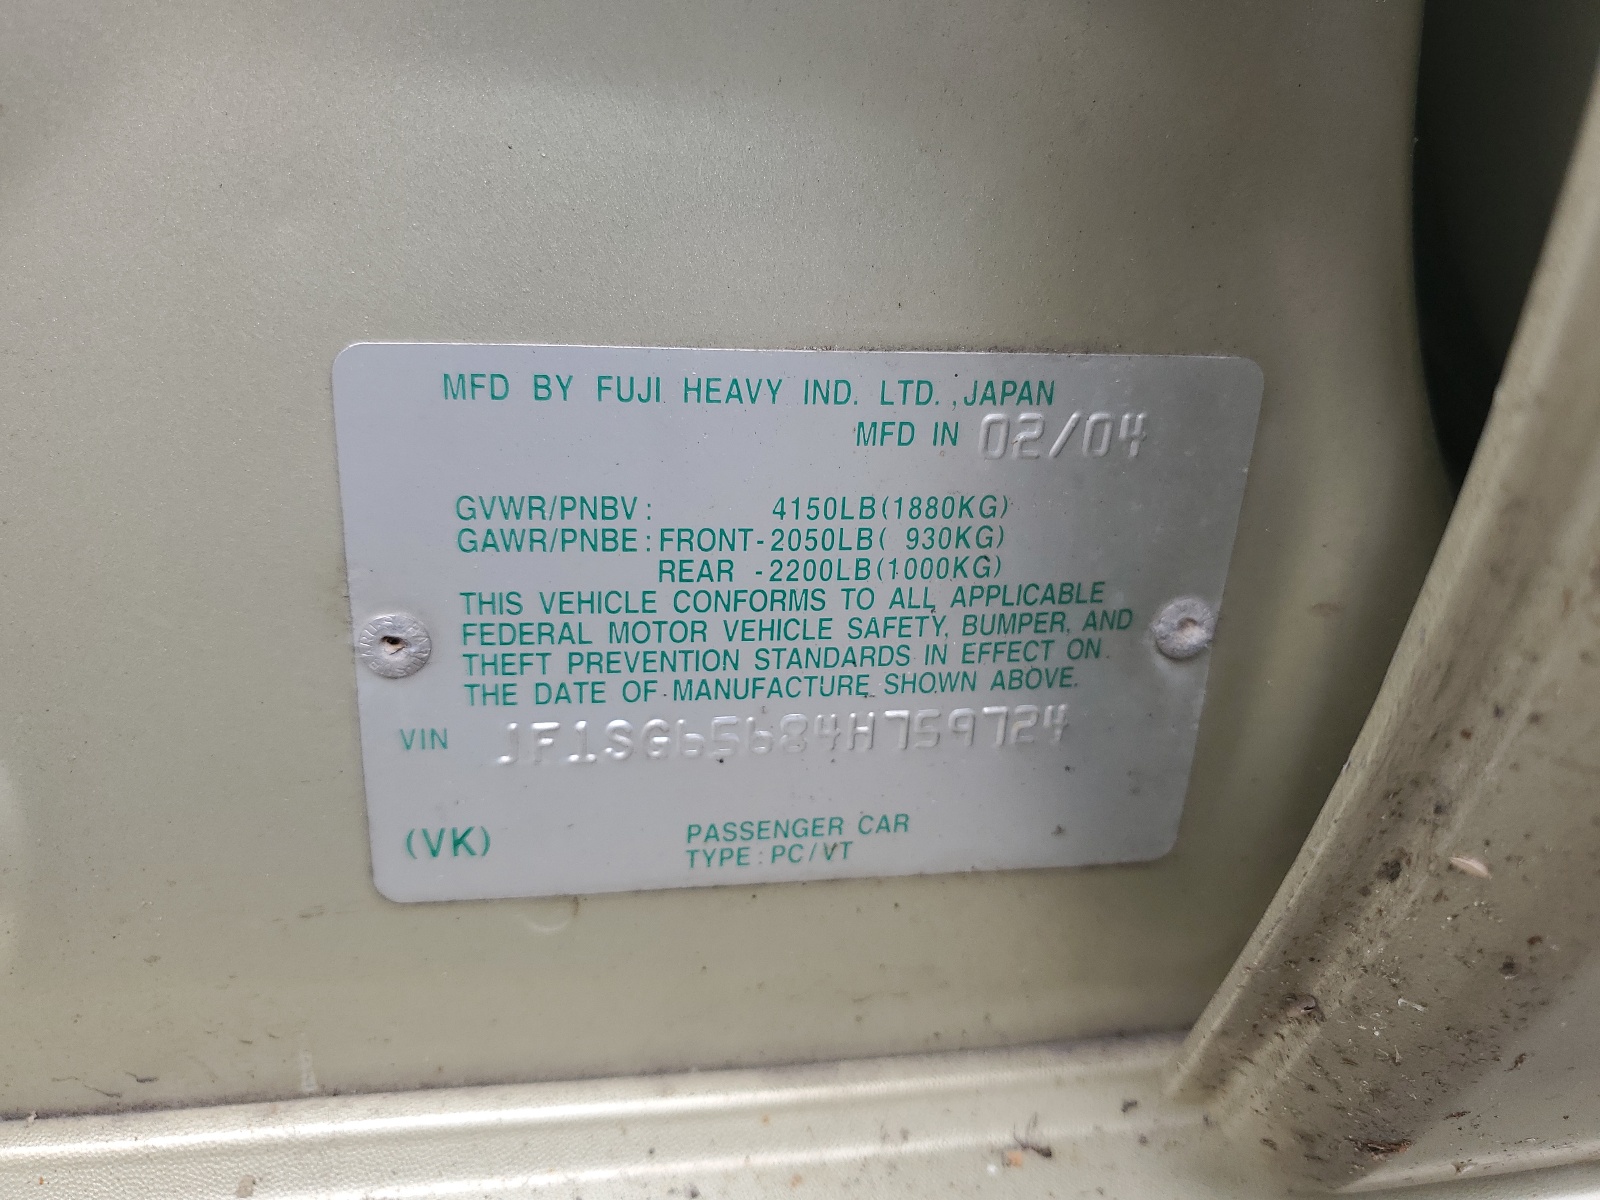 MFD BY FUJI HEAVY IND. LTD., JAPAN
MFD IN 02/04
GVWR/PNBV: 4150LB(1880KG)
GAWR/PNBE: FRONT-2050LB( 930KG)
REAR -2200LB(1000KG)
THIS VEHICLE CONFORMS TO ALL APPLICABLE
FEDERAL MOTOR VEHICLE SAFETY, BUMPER, AND
THEFT PREVENTION STANDARDS IN EFFECT ON
THE DATE OF MANUFACTURE SHOWN ABOVE.
VIN JF1SG65684H759724
(VK)
PASSENGER CAR
TYPE: PC/VT